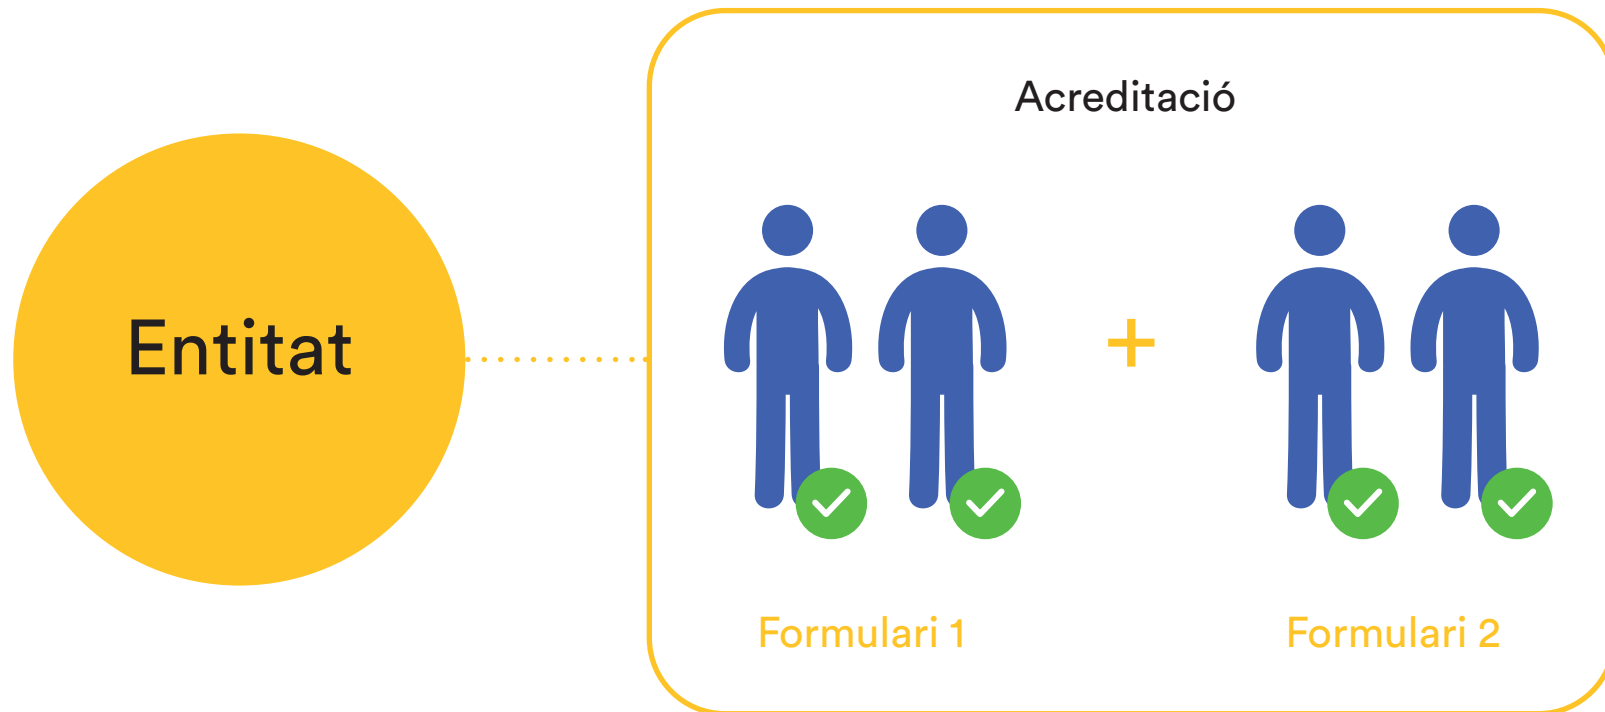 Acreditació
Entitat
+
Formulari 1
Formulari 2